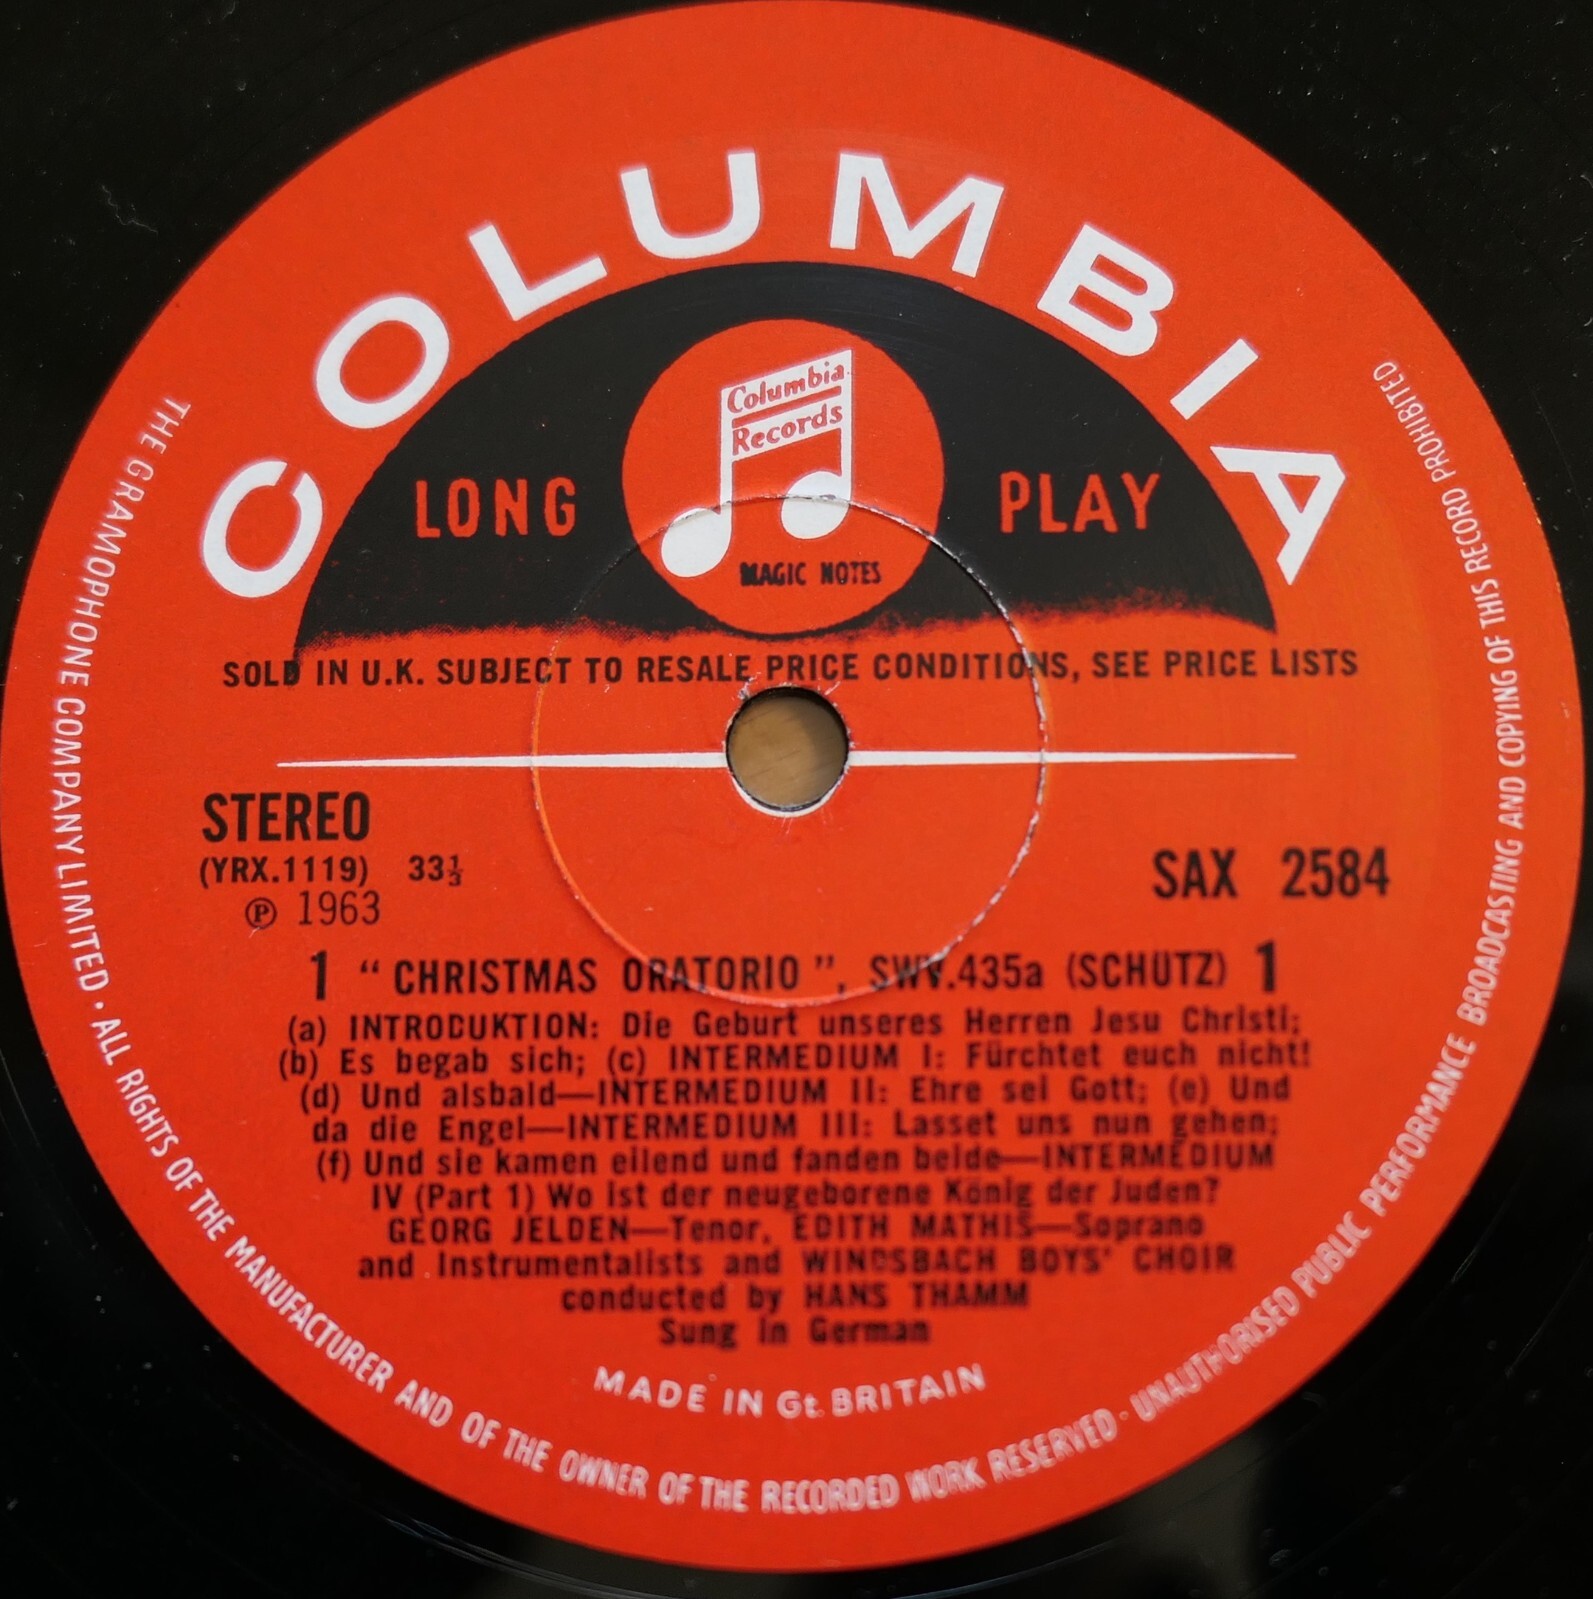 COLUMBIA
Columbia
Records
LONG PLAY
MAGIC NOTES
SOLD IN U.K. SUBJECT TO RESALE PRICE CONDITIONS, SEE PRICE LISTS
STEREO
(YRX.1119) 33⅓
℗ 1963
SAX 2584
1 “CHRISTMAS ORATORIO”, SWV.435a (SCHUTZ) 1
(a) INTRODUKTION: Die Geburt unseres Herren Jesu Christi;
(b) Es begab sich; (c) INTERMEDIUM I: Fürchtet euch nicht!
(d) Und alsbald—INTERMEDIUM II: Ehre sei Gott; (e) Und
da die Engel—INTERMEDIUM III: Lasset uns nun gehen;
(f) Und sie kamen eilend und fanden beide—INTERMEDIUM
IV (Part 1) Wo ist der neugeborene König der Juden?
GEORG JELDEN—Tenor, EDITH MATHIS—Soprano
and Instrumentalists and WINDSBACH BOYS' CHOIR
conducted by HANS THAMM
Sung in German
MADE IN Gt. BRITAIN
THE GRAMOPHONE COMPANY LIMITED · ALL RIGHTS OF THE MANUFACTURER AND OF THE OWNER OF THE RECORDED WORK RESERVED · UNAUTHORISED PUBLIC PERFORMANCE BROADCASTING AND COPYING OF THIS RECORD PROHIBITED